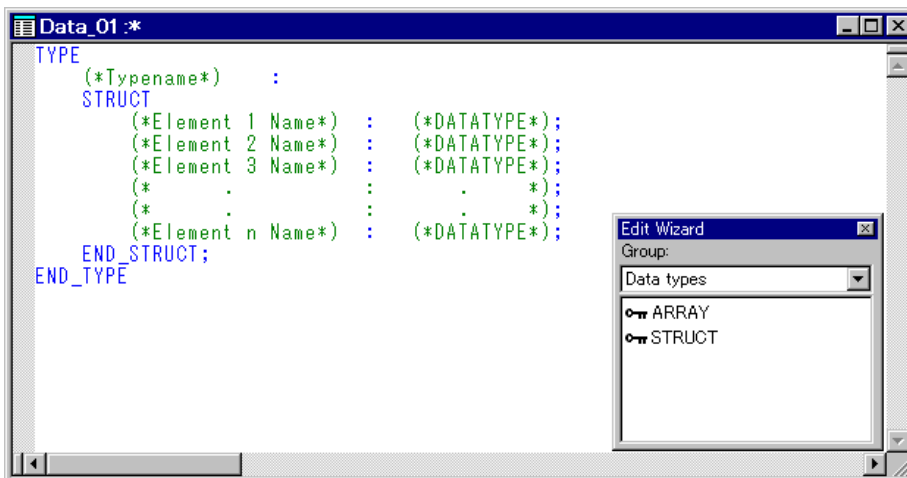 Data_01 :*
TYPE
(*Typename*) :
STRUCT
(*Element 1 Name*) : (*DATATYPE*);
(*Element 2 Name*) : (*DATATYPE*);
(*Element 3 Name*) : (*DATATYPE*);
(* . : . *);
(* . : . *);
(*Element n Name*) : (*DATATYPE*);
END_STRUCT;
END_TYPE
Edit Wizard
Group:
Data types
ARRAY
STRUCT